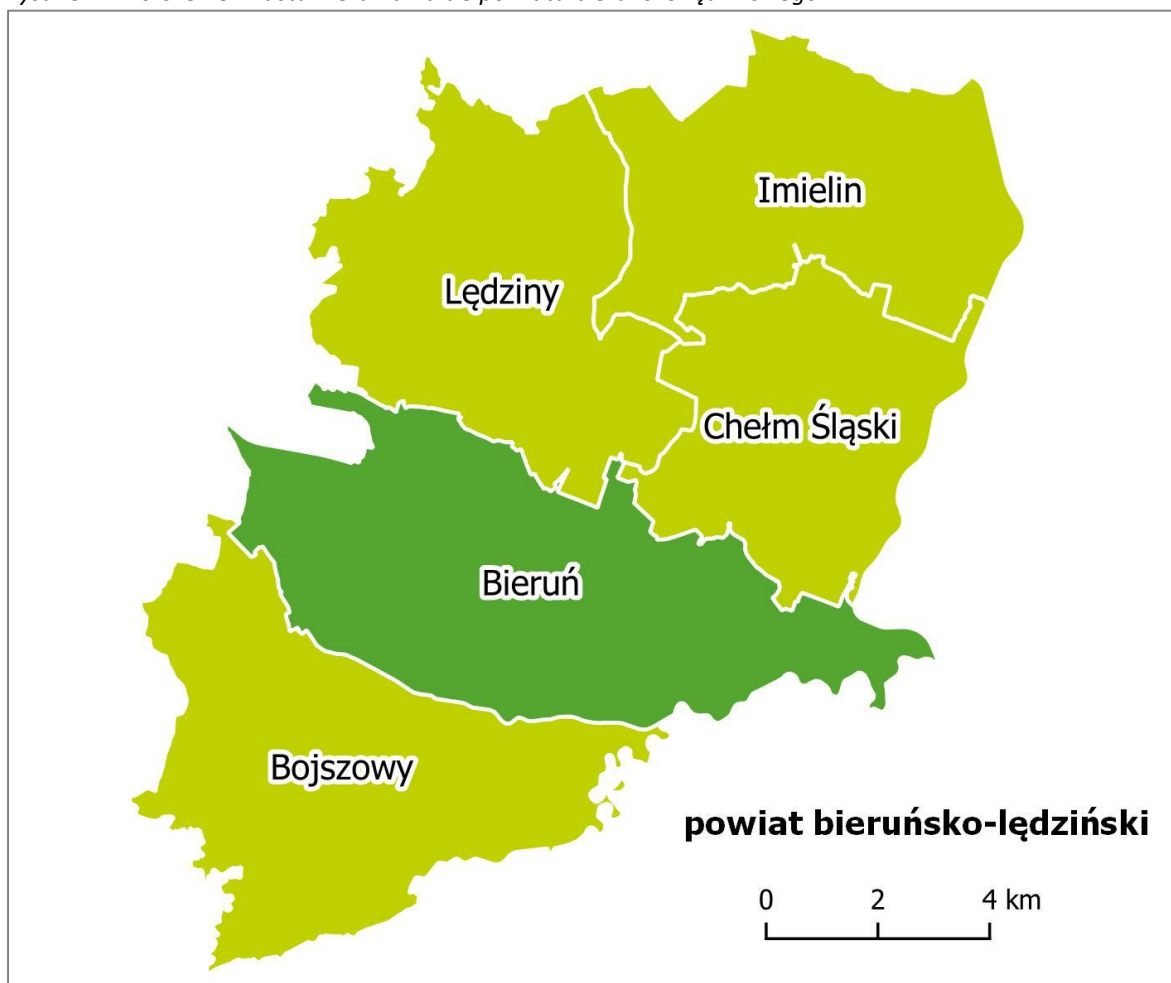 Imielin
Lędziny
Chełm Śląski
Bieruń
Bojszowy
powiat bieruńsko-lędziński
0 2 4 km